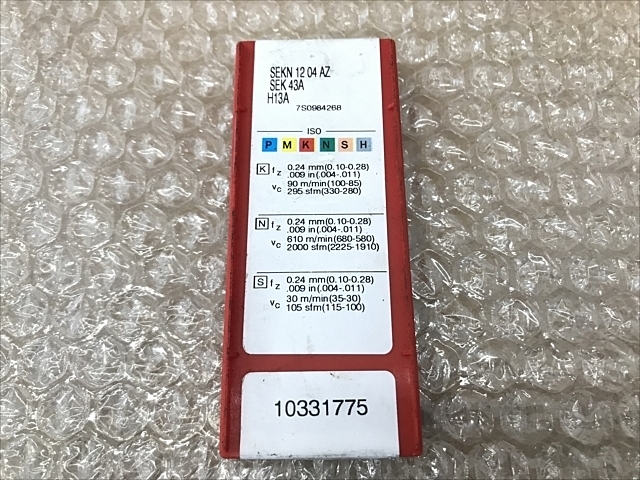 SEKN 12 04 AZ
SEK 43A
H13A
7S0984268
ISO
P M K N S H
K fz 0.24 mm(0.10-0.28)
.009 in(.004-.011)
vc 90 m/min(100-85)
295 sfm(330-280)
N fz 0.24 mm(0.10-0.28)
.009 in(.004-.011)
vc 610 m/min(680-580)
2000 sfm(2225-1910)
S fz 0.24 mm(0.10-0.28)
.009 in(.004-.011)
vc 30 m/min(35-30)
105 sfm(115-100)
10331775